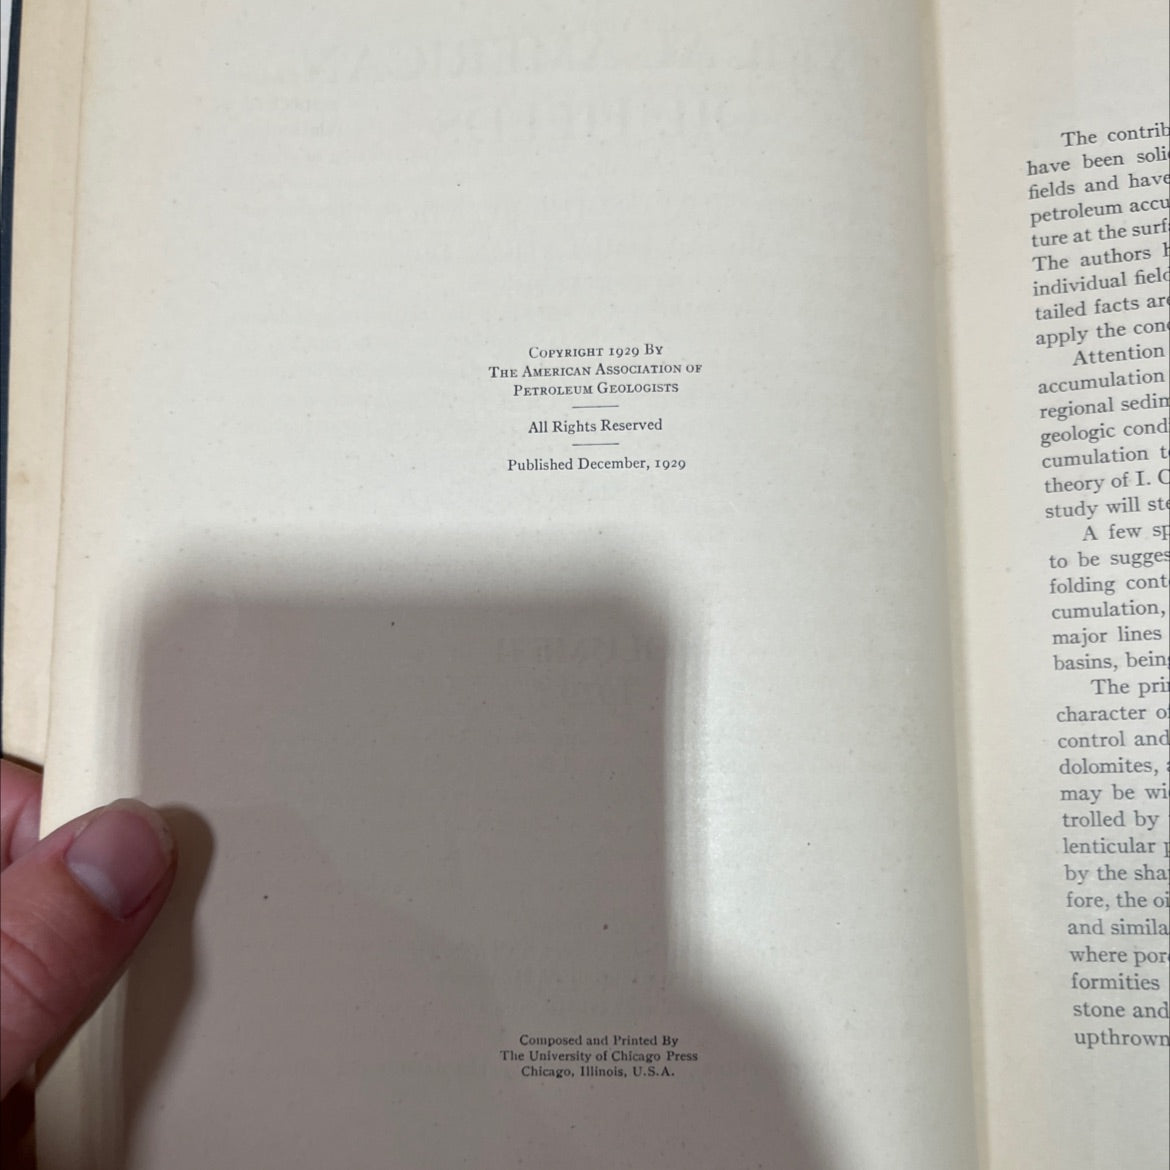 COPYRIGHT 1929 BY
THE AMERICAN ASSOCIATION OF
PETROLEUM GEOLOGISTS
All Rights Reserved
Published December, 1929
Composed and Printed By
The University of Chicago Press
Chicago, Illinois, U.S.A.
The contrib
have been soli
fields and have
petroleum accu
ture at the surf
The authors
individual field
tailed facts are
apply the con
Attention
accumulation
regional sedim
geologic cond
cumulation t
theory of I. C
study will ste
A few sp
to be sugges
folding cont
cumulation,
major lines
basins, bein
The pri
character of
control and
dolomites,
may be wi
trolled by
lenticular p
by the sha
fore, the oi
and simila
where por
formities
stone and
upthrown